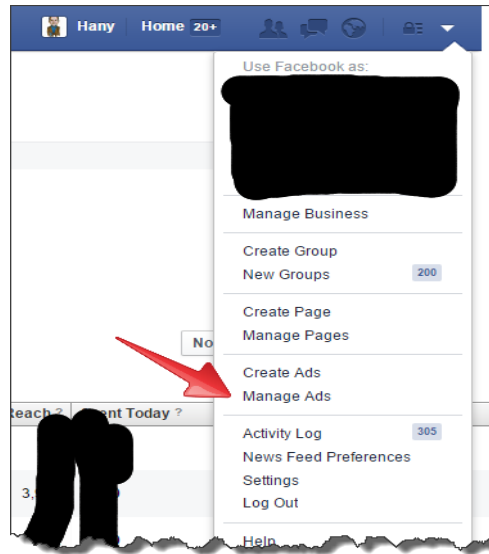 Hany Home 20+
Use Facebook as:
Manage Business
Create Group
New Groups 200
Create Page
Manage Pages
No
Create Ads
Manage Ads
Reach ? ent Today ?
Activity Log 305
News Feed Preferences
Settings
3,
Log Out
Help